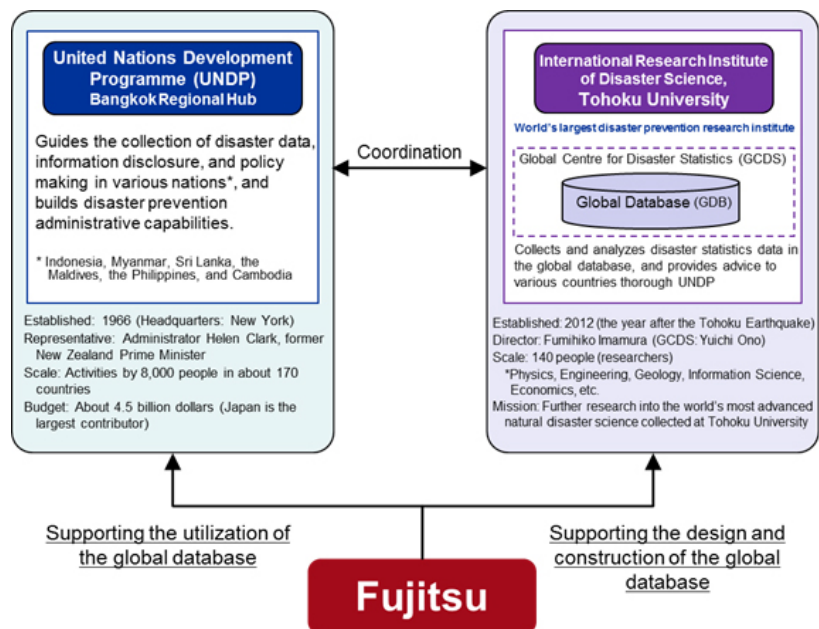 United Nations Development
Programme (UNDP)
Bangkok Regional Hub
Guides the collection of disaster data,
information disclosure, and policy
making in various nations*, and
builds disaster prevention
administrative capabilities.
* Indonesia, Myanmar, Sri Lanka, the
Maldives, the Philippines, and Cambodia
Established: 1966 (Headquarters: New York)
Representative: Administrator Helen Clark, former
New Zealand Prime Minister
Scale: Activities by 8,000 people in about 170
countries
Budget: About 4.5 billion dollars (Japan is the
largest contributor)
Coordination
International Research Institute
of Disaster Science,
Tohoku University
World's largest disaster prevention research institute
Global Centre for Disaster Statistics (GCDS)
Global Database (GDB)
Collects and analyzes disaster statistics data in
the global database, and provides advice to
various countries thorough UNDP
Established: 2012 (the year after the Tohoku Earthquake)
Director: Fumihiko Imamura (GCDS: Yuichi Ono)
Scale: 140 people (researchers)
*Physics, Engineering, Geology, Information Science,
Economics, etc.
Mission: Further research into the world's most advanced
natural disaster science collected at Tohoku University
Supporting the utilization of
the global database
Supporting the design and
construction of the global
database
Fujitsu